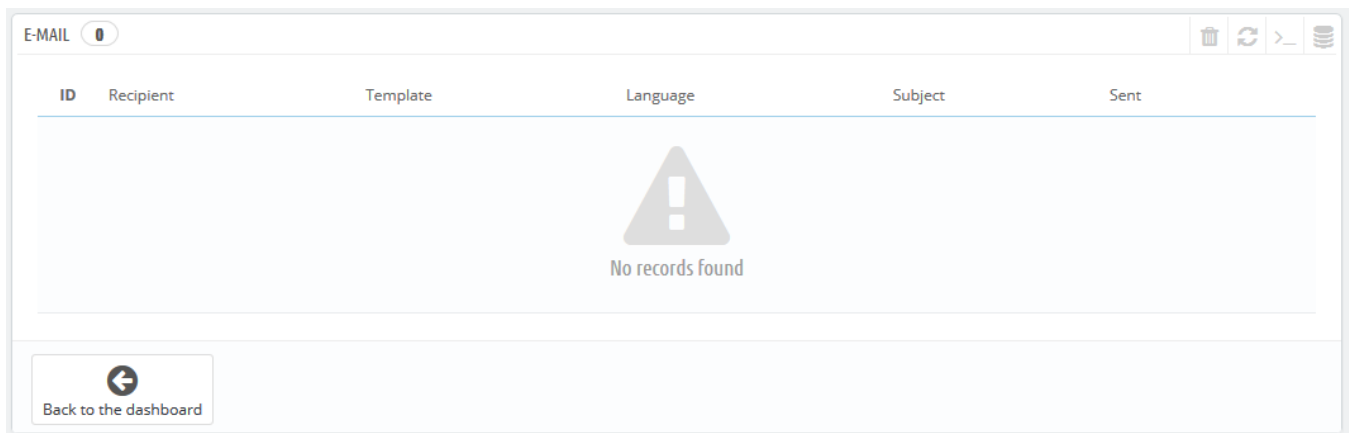 E-MAIL 0
ID Recipient Template Language Subject Sent
No records found
Back to the dashboard